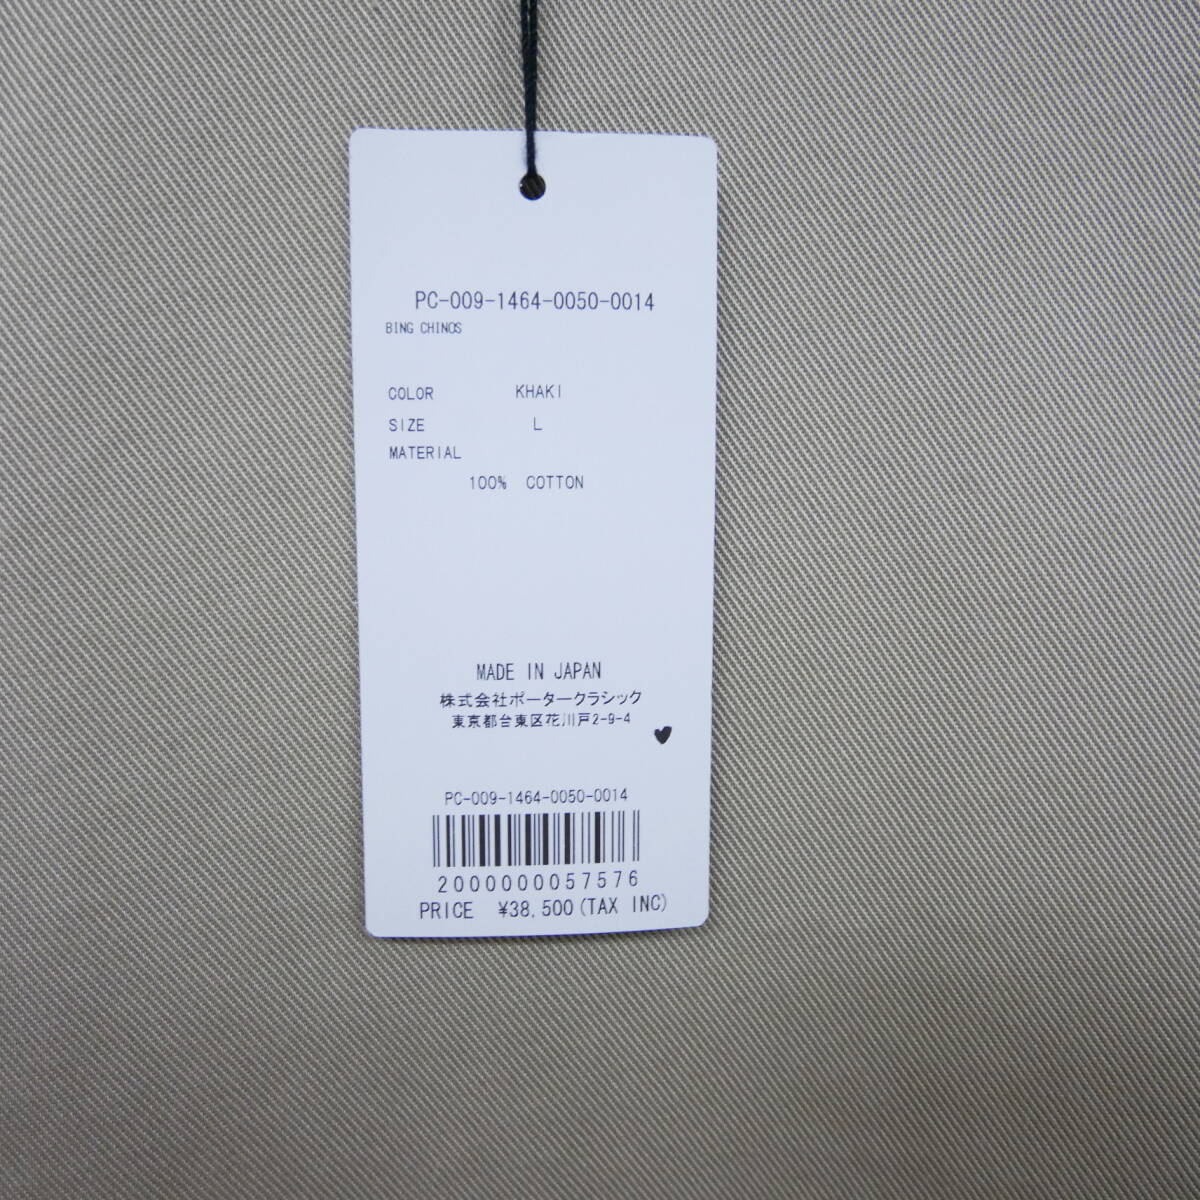 PC-009-1464-0050-0014
BING CHINOS
COLOR KHAKI
SIZE L
MATERIAL
100% COTTON
MADE IN JAPAN
株式会社ポータークラシック
東京都台東区花川戸2-9-4
PC-009-1464-0050-0014
2000000057576
PRICE ¥38,500(TAX INC)